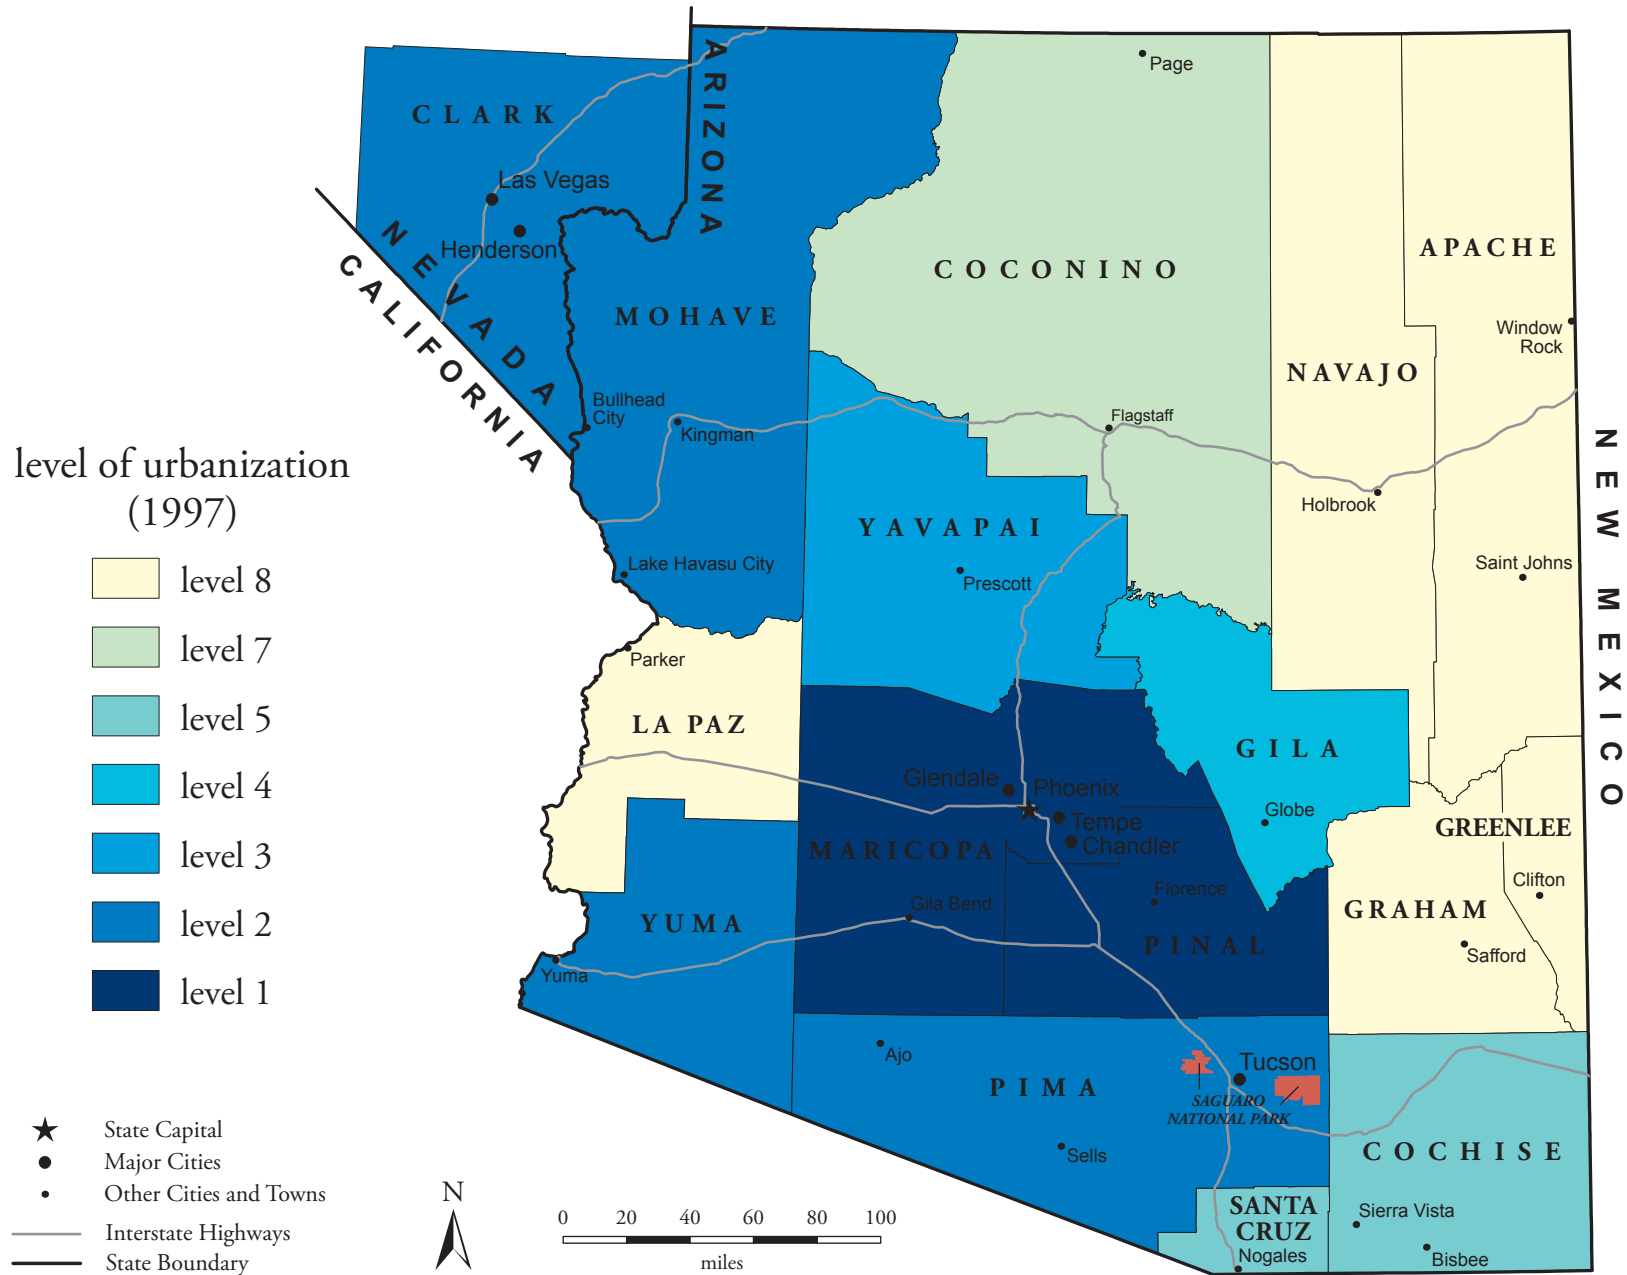 ARIZONA
Page
CLARK
Las Vegas
Henderson
NEVADA
CALIFORNIA
COCONINO
APACHE
MOHAVE
Window
Rock
NAVAJO
Bullhead
City
Kingman
Flagstaff
NEW MEXICO
level of urbanization
(1997)
level 8
level 7
level 5
level 4
level 3
level 2
level 1
Holbrook
YAVAPAI
Prescott
Lake Havasu City
Saint Johns
Parker
LA PAZ
GILA
Glendale
Phoenix
Tempe
Chandler
Globe
MARICOPA
GREENLEE
Clifton
Florence
Gila Bend
GRAHAM
YUMA
PINAL
Safford
Yuma
Ajo
Tucson
PIMA
SAGUARO
NATIONAL PARK
Sells
COCHISE
SANTA
CRUZ
Sierra Vista
Nogales
Bisbee
State Capital
Major Cities
Other Cities and Towns
Interstate Highways
State Boundary
N
0 20 40 60 80 100
miles